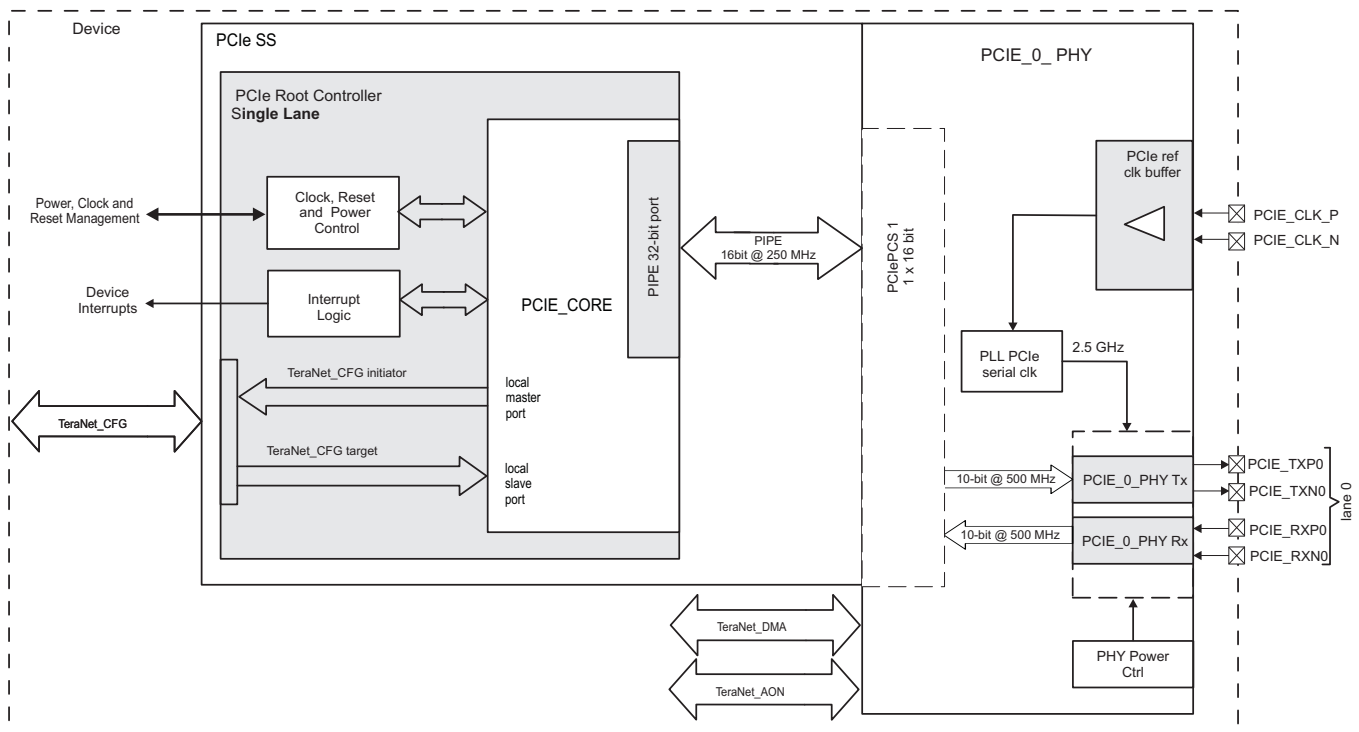 Device
PCIe SS
PCIE_0_ PHY
PCIe Root Controller
Single Lane
Power, Clock and
Reset Management
Clock, Reset
and Power
Control
Device
Interrupts
Interrupt
Logic
PCIE_CORE
PIPE 32-bit port
PIPE
16bit @ 250 MHz
PCIePCS 1
1 x 16 bit
PCIe ref
clk buffer
PCIE_CLK_P
PCIE_CLK_N
PLL PCIe
serial clk
2.5 GHz
TeraNet_CFG initiator
local
master
port
TeraNet_CFG
TeraNet_CFG target
local
slave
port
10-bit @ 500 MHz
PCIE_0_PHY Tx
PCIE_TXP0
PCIE_TXN0
10-bit @ 500 MHz
PCIE_0_PHY Rx
PCIE_RXP0
PCIE_RXN0
lane 0
TeraNet_DMA
TeraNet_AON
PHY Power
Ctrl